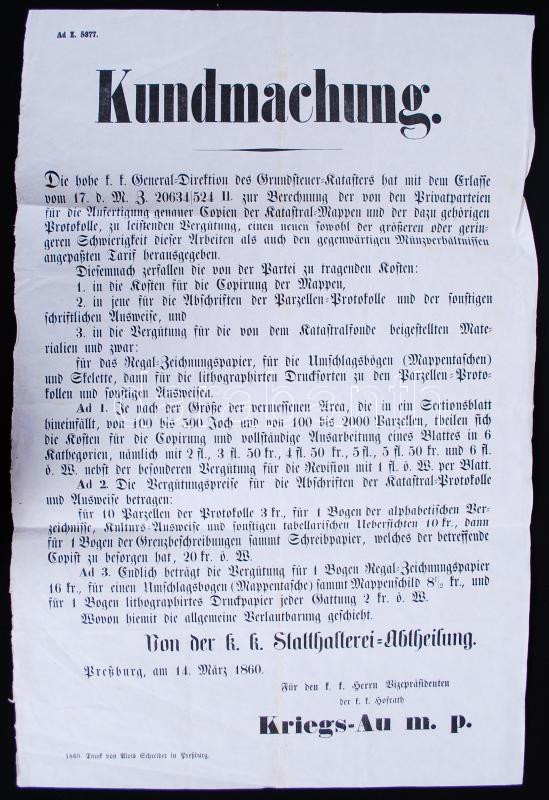 Ad Z. 5377.
Kundmachung.
Die hohe k. k. General-Direktion des Grundsteuer-Katasters hat mit dem Erlasse
vom 17. d. M. Z. 20634/524 II. zur Berechnung der von den Privatparteien
für die Anfertigung genauer Copien der Katastral-Mappen und der dazu gehörigen
Protokolle, zu leistenden Vergütung, einen neuen sowohl der größeren oder gerin-
geren Schwierigkeit dieser Arbeiten als auch den gegenwärtigen Münzverhältnissen
angepaßten Tarif herausgegeben.
Diesemnach zerfallen die von der Partei zu tragenden Kosten:
1. in die Kosten für die Copirung der Mappen,
2. in jene für die Abschriften der Parzellen-Protokolle und der sonstigen
schriftlichen Ausweise, und
3. in die Vergütung für die von dem Katastralfonde beigestellten Mate-
rialien und zwar:
für das Regal-Zeichnungspapier, für die Umschlagsbögen (Mappentaschen)
und Skelette, dann für die lithographirten Drucksorten zu den Parzellen-Proto-
kollen und sonstigen Ausweisen.
Ad 1. Je nach der Größe der vermessenen Area, die in ein Sectionsblatt
hineinfällt, von 100 bis 500 Joch und von 100 bis 2000 Parzellen, theilen sich
die Kosten für die Copirung und vollständige Ausarbeitung eines Blattes in 6
Kathegorien, nämlich mit 2 fl., 3 fl. 50 kr., 4 fl. 50 kr., 5 fl., 5 fl. 50 kr. und 6 fl.
ö. W. nebst der besonderen Vergütung für die Revision mit 1 fl. ö. W. per Blatt.
Ad 2. Die Vergütungspreise für die Abschriften der Katastral-Protokolle
und Ausweise betragen:
für 10 Parzellen der Protokolle 3 kr., für 1 Bogen der alphabetischen Ver-
zeichnisse, Kulturs-Ausweise und sonstigen tabellarischen Uebersichten 10 kr., dann
für 1 Bogen der Grenzbeschreibungen sammt Schreibpapier, welches der betreffende
Copist zu besorgen hat, 20 kr. ö. W.
Ad 3. Endlich beträgt die Vergütung für 1 Bogen Regal-Zeichnungspapier
16 kr., für einen Umschlagsbogen (Mappentasche) sammt Mappenschild 8½ kr., und
für 1 Bogen lithographirtes Druckpapier jeder Gattung 2 kr. ö. W.
Wovon hiemit die allgemeine Verlautbarung geschieht.
Von der k. k. Statthalterei-Abtheilung.
Preßburg, am 14. März 1860.
Für den k. k. Herrn Vizepräsidenten
der k. k. Hofrath
Kriegs-Au m. p.
1860. Druck von Alois Schreiber in Preßburg.